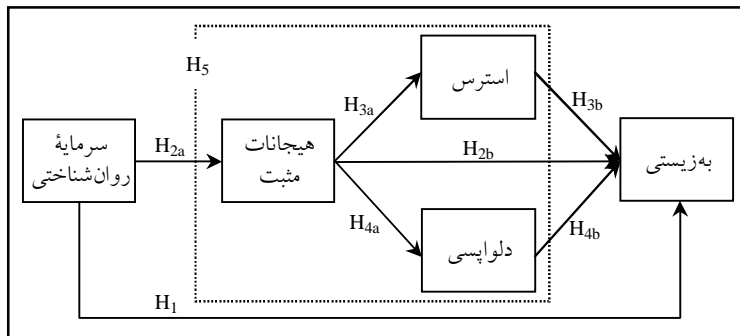 H5
استرس
H3a
H3b
سرمایهٔ
روان‌شناختی
H2a
هیجانات
مثبت
H2b
به‌زیستی
H4a
دلواپسی
H4b
H1